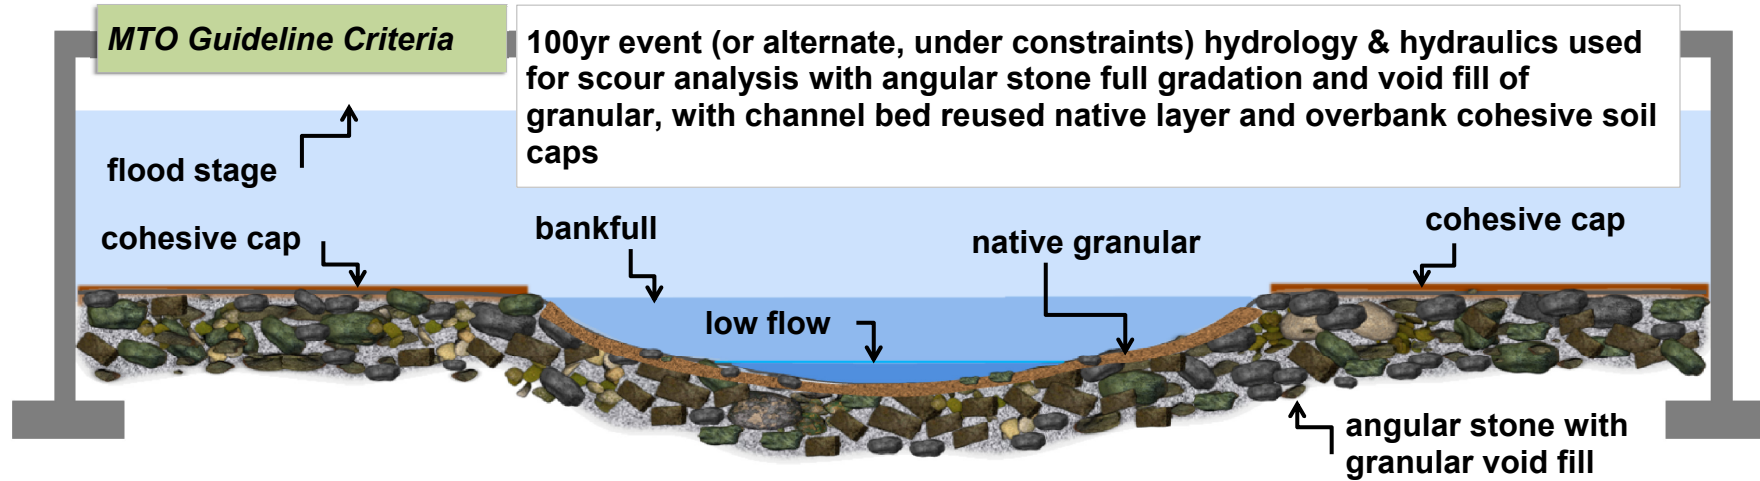 MTO Guideline Criteria
100yr event (or alternate, under constraints) hydrology & hydraulics used
for scour analysis with angular stone full gradation and void fill of
granular, with channel bed reused native layer and overbank cohesive soil
caps
flood stage
cohesive cap
bankfull
native granular
cohesive cap
low flow
angular stone with
granular void fill